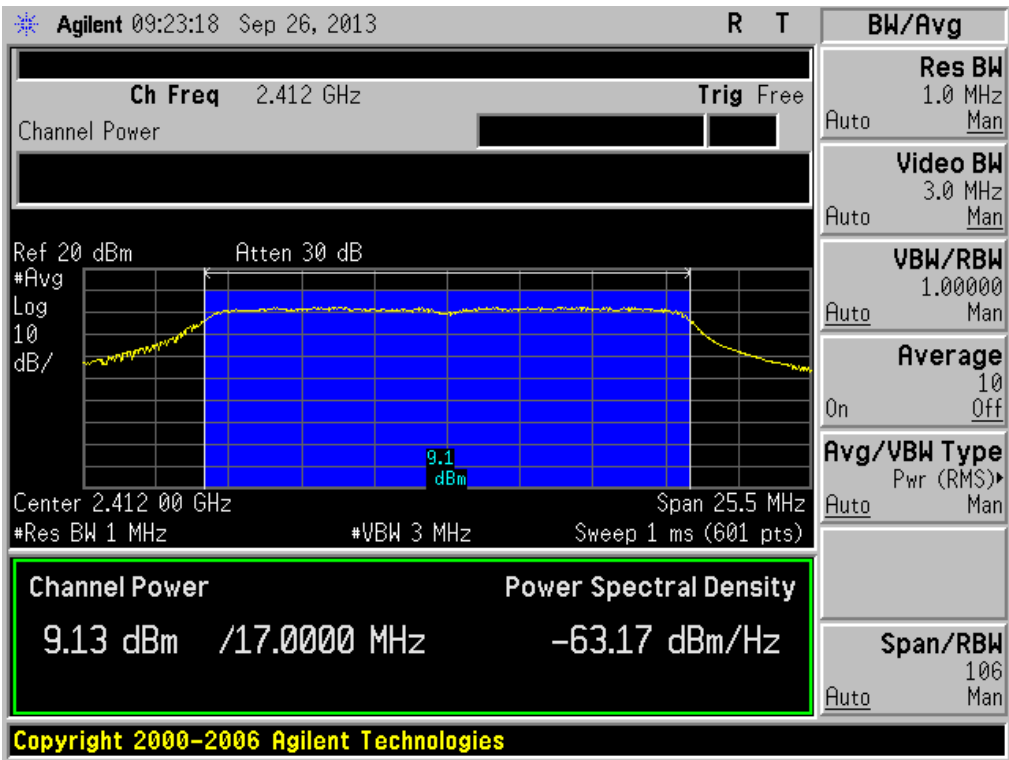 Agilent 09:23:18 Sep 26, 2013 R T
Ch Freq 2.412 GHz Trig Free
Channel Power
Ref 20 dBm Atten 30 dB
#Avg
Log
10
dB/
9.1
dBm
Center 2.412 00 GHz Span 25.5 MHz
#Res BW 1 MHz #VBW 3 MHz Sweep 1 ms (601 pts)
Channel Power Power Spectral Density
9.13 dBm /17.0000 MHz -63.17 dBm/Hz
Copyright 2000-2006 Agilent Technologies
BW/Avg
Res BW
1.0 MHz
Auto Man
Video BW
3.0 MHz
Auto Man
VBW/RBW
1.00000
Auto Man
Average
10
On Off
Avg/VBW Type
Pwr (RMS)▸
Auto Man
Span/RBW
106
Auto Man